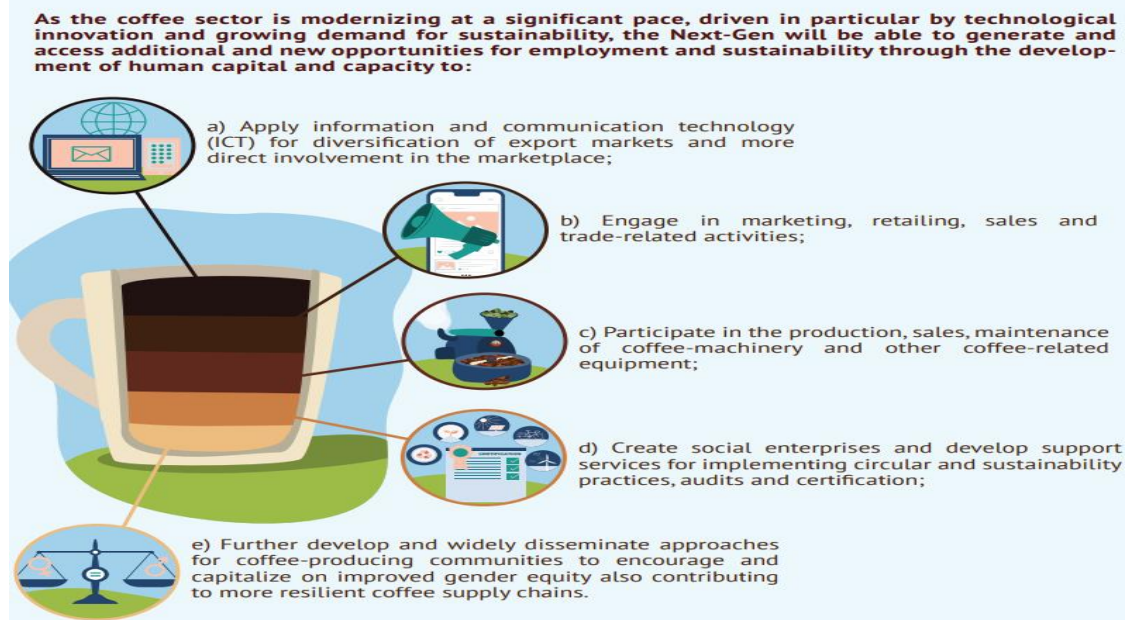 As the coffee sector is modernizing at a significant pace, driven in particular by technological
innovation and growing demand for sustainability, the Next-Gen will be able to generate and
access additional and new opportunities for employment and sustainability through the develop-
ment of human capital and capacity to:
a) Apply information and communication technology
(ICT) for diversification of export markets and more
direct involvement in the marketplace;
b) Engage in marketing, retailing, sales and
trade-related activities;
c) Participate in the production, sales, maintenance
of coffee-machinery and other coffee-related
equipment;
CERTIFICATION
d) Create social enterprises and develop support
services for implementing circular and sustainability
practices, audits and certification;
e) Further develop and widely disseminate approaches
for coffee-producing communities to encourage and
capitalize on improved gender equity also contributing
to more resilient coffee supply chains.